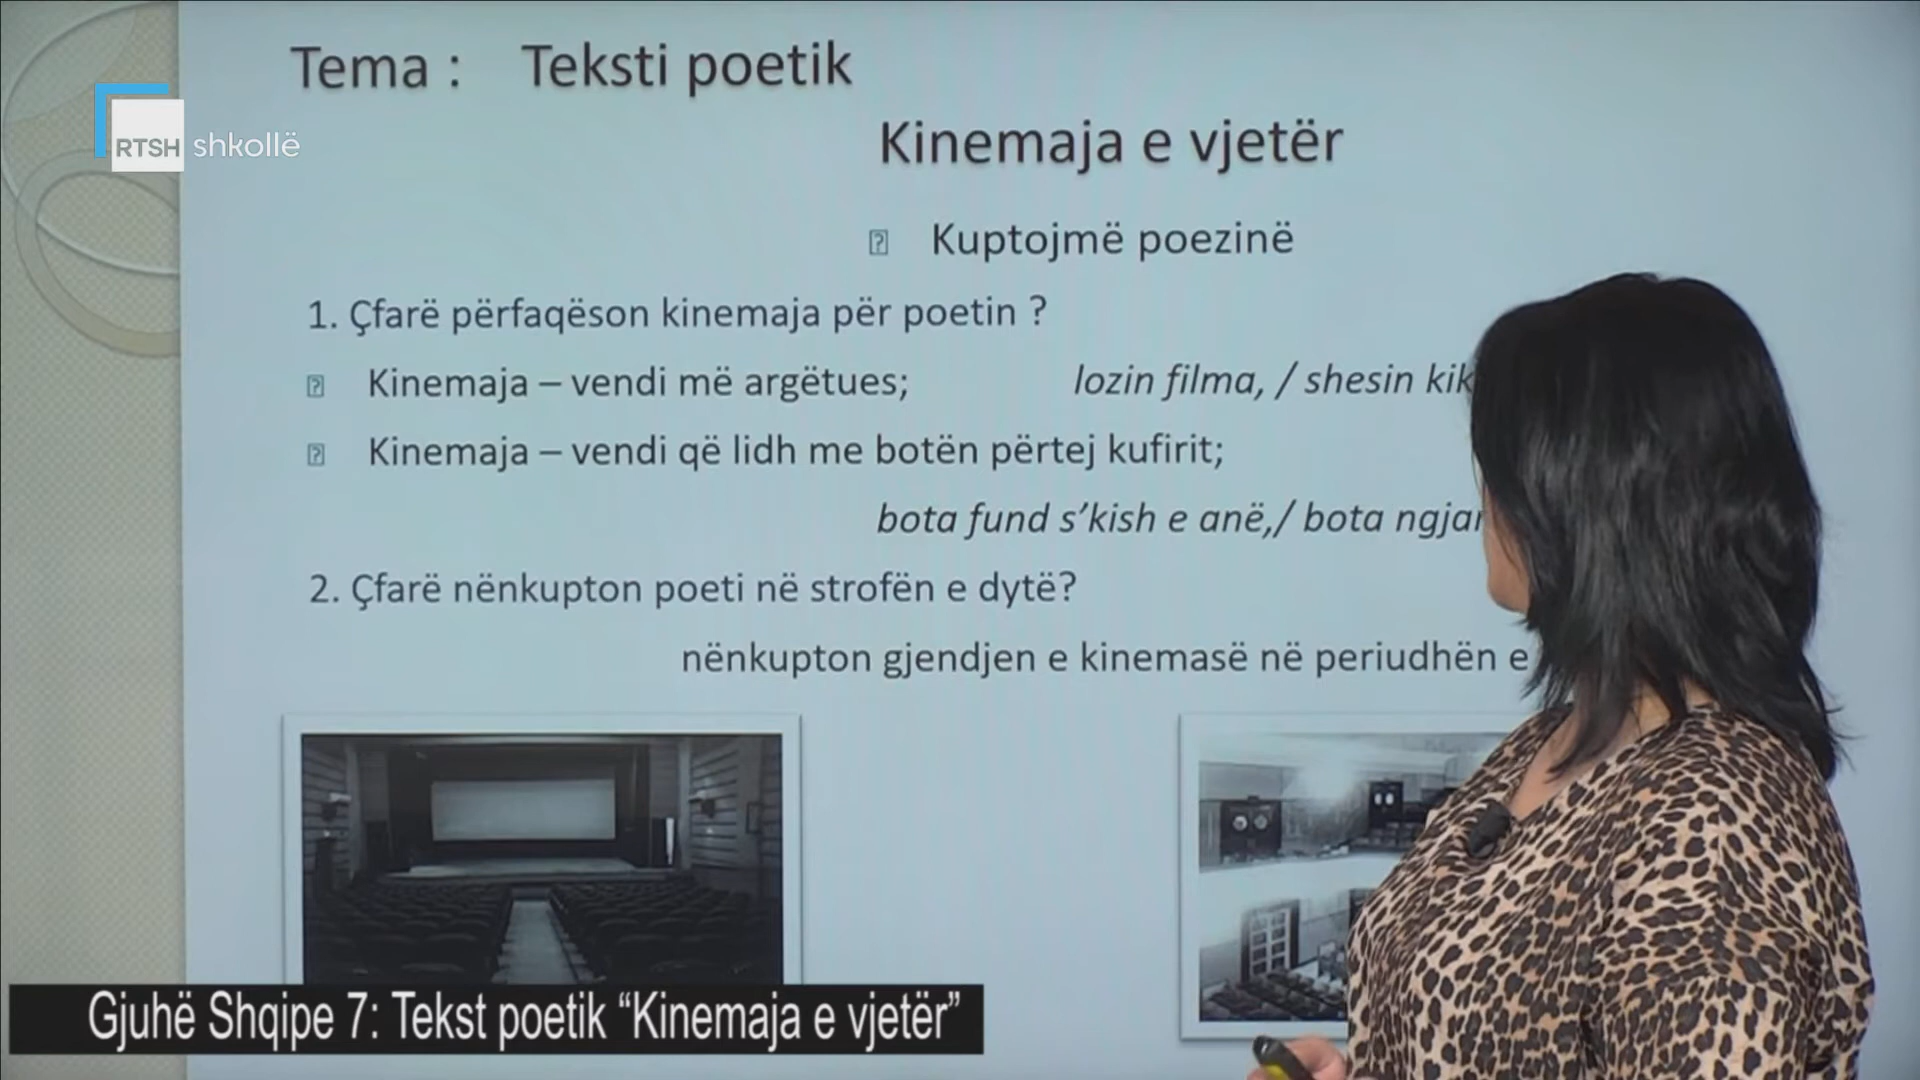 Tema : Teksti poetik
RTSH shkollë
Kinemaja e vjetër
Kuptojmë poezinë
1. Çfarë përfaqëson kinemaja për poetin ?
Kinemaja – vendi më argëtues; lozin filma, / shesin
Kinemaja – vendi që lidh me botën përtej kufirit;
bota fund s’kish e anë,/ bota
2. Çfarë nënkupton poeti në strofën e dytë?
nënkupton gjendjen e kinemasë në periudhën e
Gjuhë Shqipe 7: Tekst poetik “Kinemaja e vjetër”